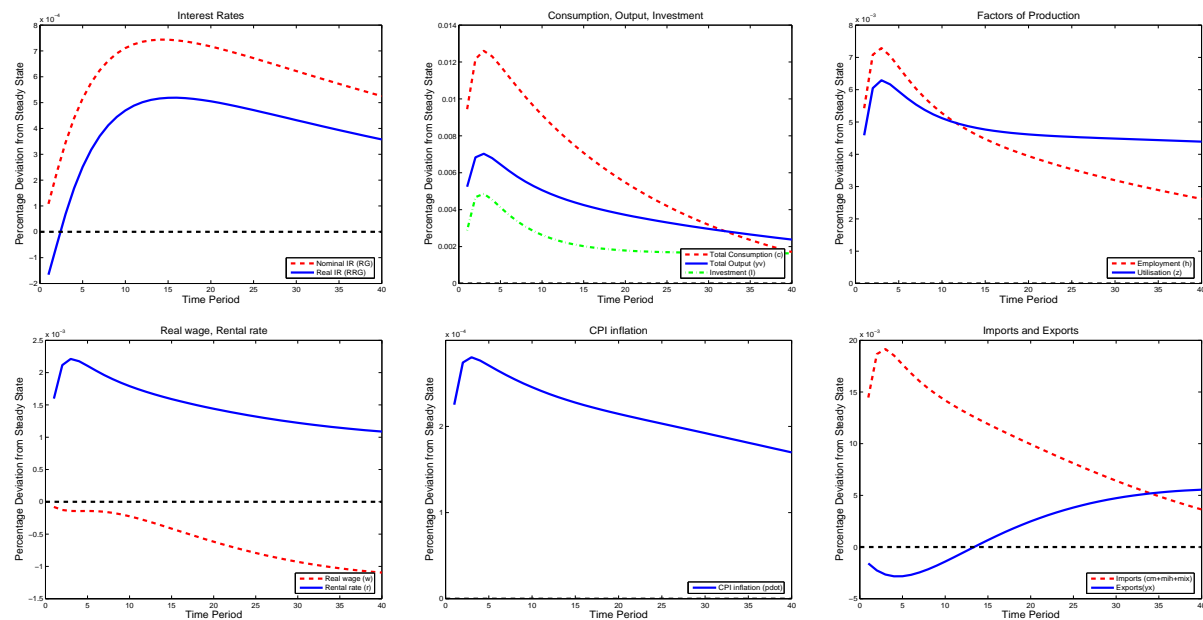 Interest Rates
x 10⁻⁴
Percentage Deviation from Steady State
8
7
6
5
4
3
2
1
0
−1
−2
0 5 10 15 20 25 30 35 40
Time Period
Nominal IR (RG)
Real IR (RRG)
Consumption, Output, Investment
Percentage Deviation from Steady State
0.014
0.012
0.01
0.008
0.006
0.004
0.002
0
0 5 10 15 20 25 30 35 40
Time Period
Total Consumption (c)
Total Output (yv)
Investment (I)
Factors of Production
x 10⁻³
Percentage Deviation from Steady State
8
7
6
5
4
3
2
1
0
0 5 10 15 20 25 30 35 40
Time Period
Employment (h)
Utilisation (z)
Real wage, Rental rate
x 10⁻³
Percentage Deviation from Steady State
2.5
2
1.5
1
0.5
0
−0.5
−1
−1.5
0 5 10 15 20 25 30 35 40
Time Period
Real wage (w)
Rental rate (r)
CPI inflation
x 10⁻⁴
Percentage Deviation from Steady State
4
2
0
0 5 10 15 20 25 30 35 40
Time Period
CPI inflation (pdot)
Imports and Exports
x 10⁻³
Percentage Deviation from Steady State
20
15
10
5
0
−5
0 5 10 15 20 25 30 35 40
Time Period
Imports (cm+mih+mix)
Exports(yx)